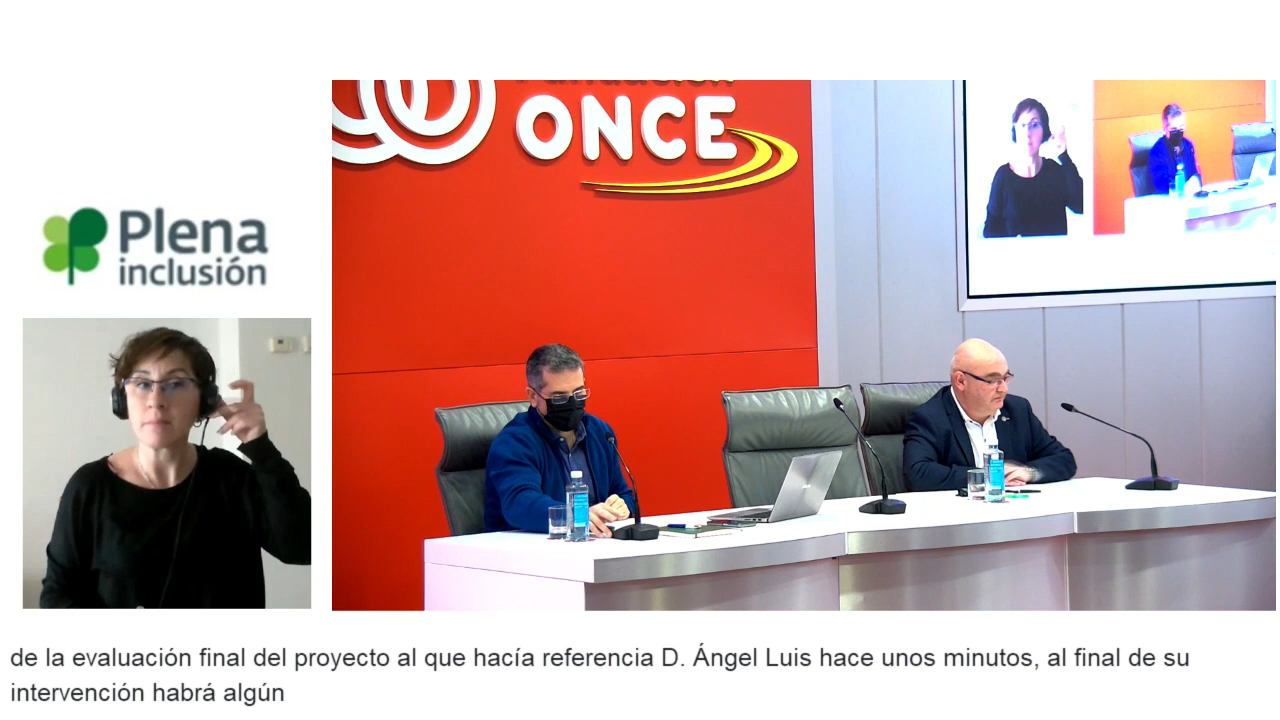 Fundación
ONCE
Plena
inclusión
de la evaluación final del proyecto al que hacía referencia D. Ángel Luis hace unos minutos, al final de su
intervención habrá algún